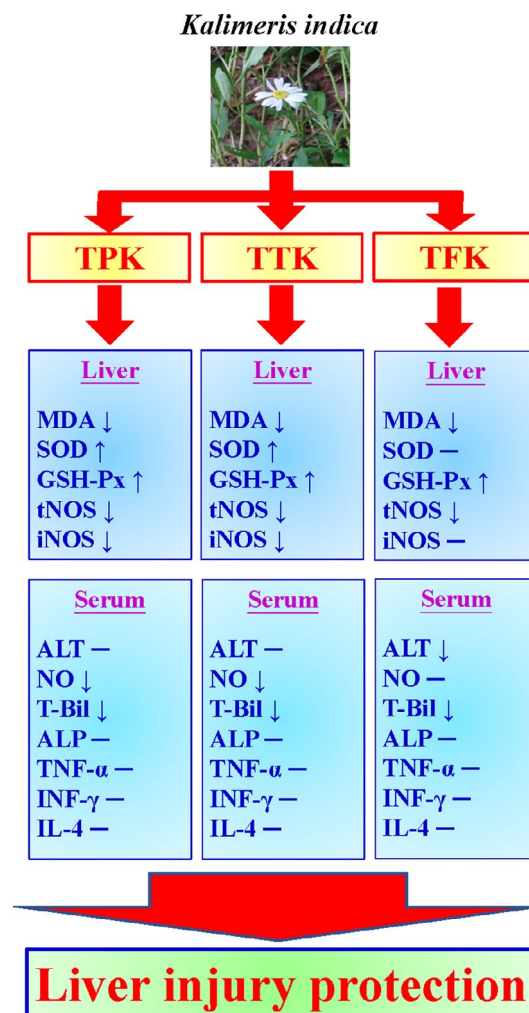 Kalimeris indica
TPK
TTK
TFK
Liver
MDA ↓
SOD ↑
GSH-Px ↑
tNOS ↓
iNOS ↓
Liver
MDA ↓
SOD ↑
GSH-Px ↑
tNOS ↓
iNOS ↓
Liver
MDA ↓
SOD —
GSH-Px ↑
tNOS ↓
iNOS —
Serum
ALT —
NO ↓
T-Bil ↓
ALP —
TNF-α —
INF-γ —
IL-4 —
Serum
ALT —
NO ↓
T-Bil ↓
ALP —
TNF-α —
INF-γ —
IL-4 —
Serum
ALT ↓
NO —
T-Bil ↓
ALP —
TNF-α —
INF-γ —
IL-4 —
Liver injury protection